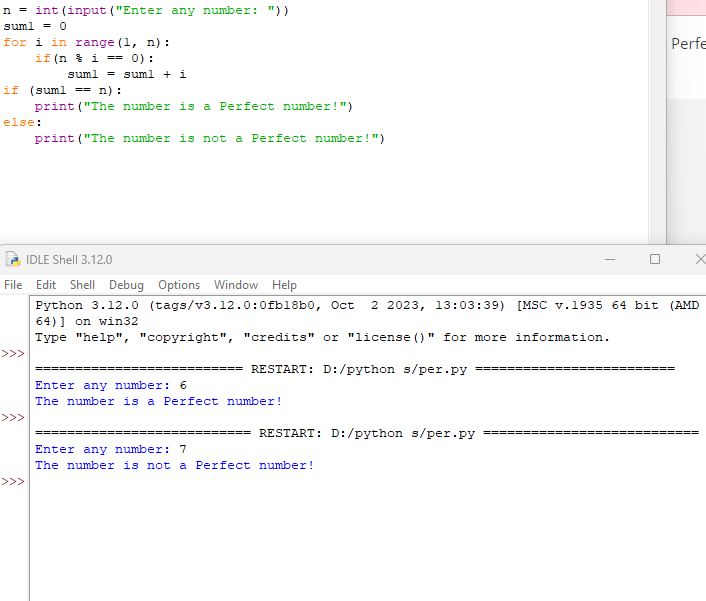 n = int(input("Enter any number: "))
sum1 = 0
for i in range(1, n):
    if(n % i == 0):
        sum1 = sum1 + i
if (sum1 == n):
    print("The number is a Perfect number!")
else:
    print("The number is not a Perfect number!")
Perfe
IDLE Shell 3.12.0
File Edit Shell Debug Options Window Help
Python 3.12.0 (tags/v3.12.0:0fb18b0, Oct  2 2023, 13:03:39) [MSC v.1935 64 bit (AMD
64)] on win32
Type "help", "copyright", "credits" or "license()" for more information.
>>>
========================== RESTART: D:/python s/per.py =========================
Enter any number: 6
The number is a Perfect number!
>>>
=========================== RESTART: D:/python s/per.py ===========================
Enter any number: 7
The number is not a Perfect number!
>>>